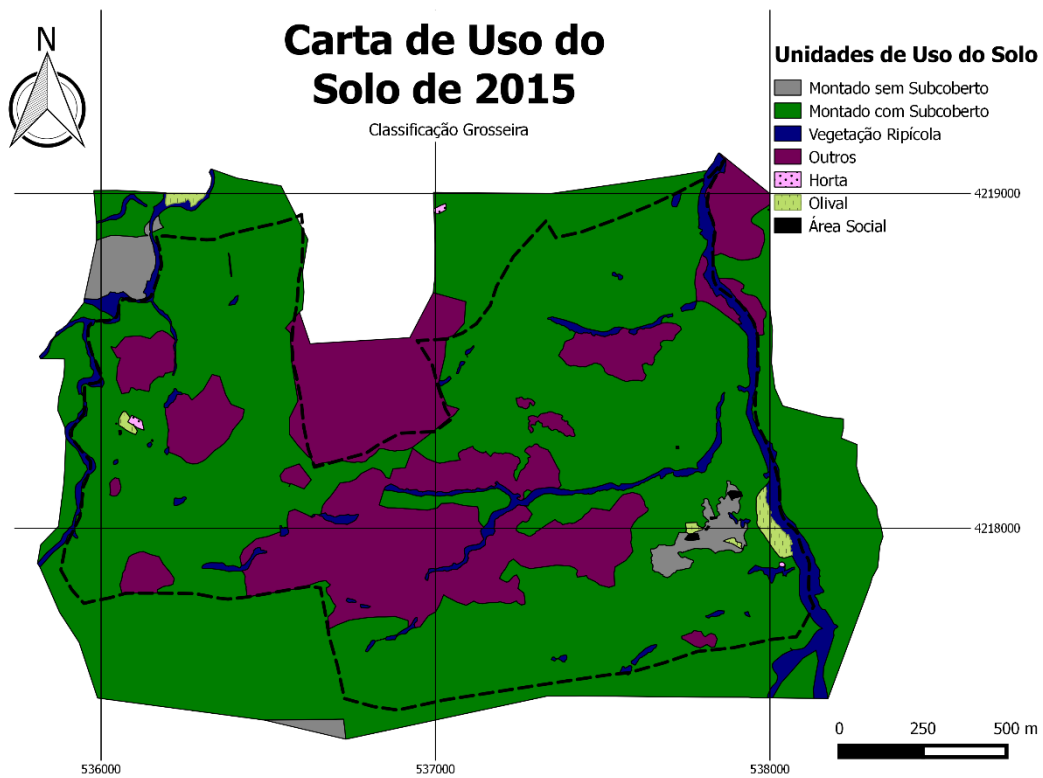 N
Carta de Uso do
Solo de 2015
Classificação Grosseira
Unidades de Uso do Solo
Montado sem Subcoberto
Montado com Subcoberto
Vegetação Ripícola
Outros
Horta
Olival
Área Social
4219000
4218000
0 250 500 m
536000 537000 538000